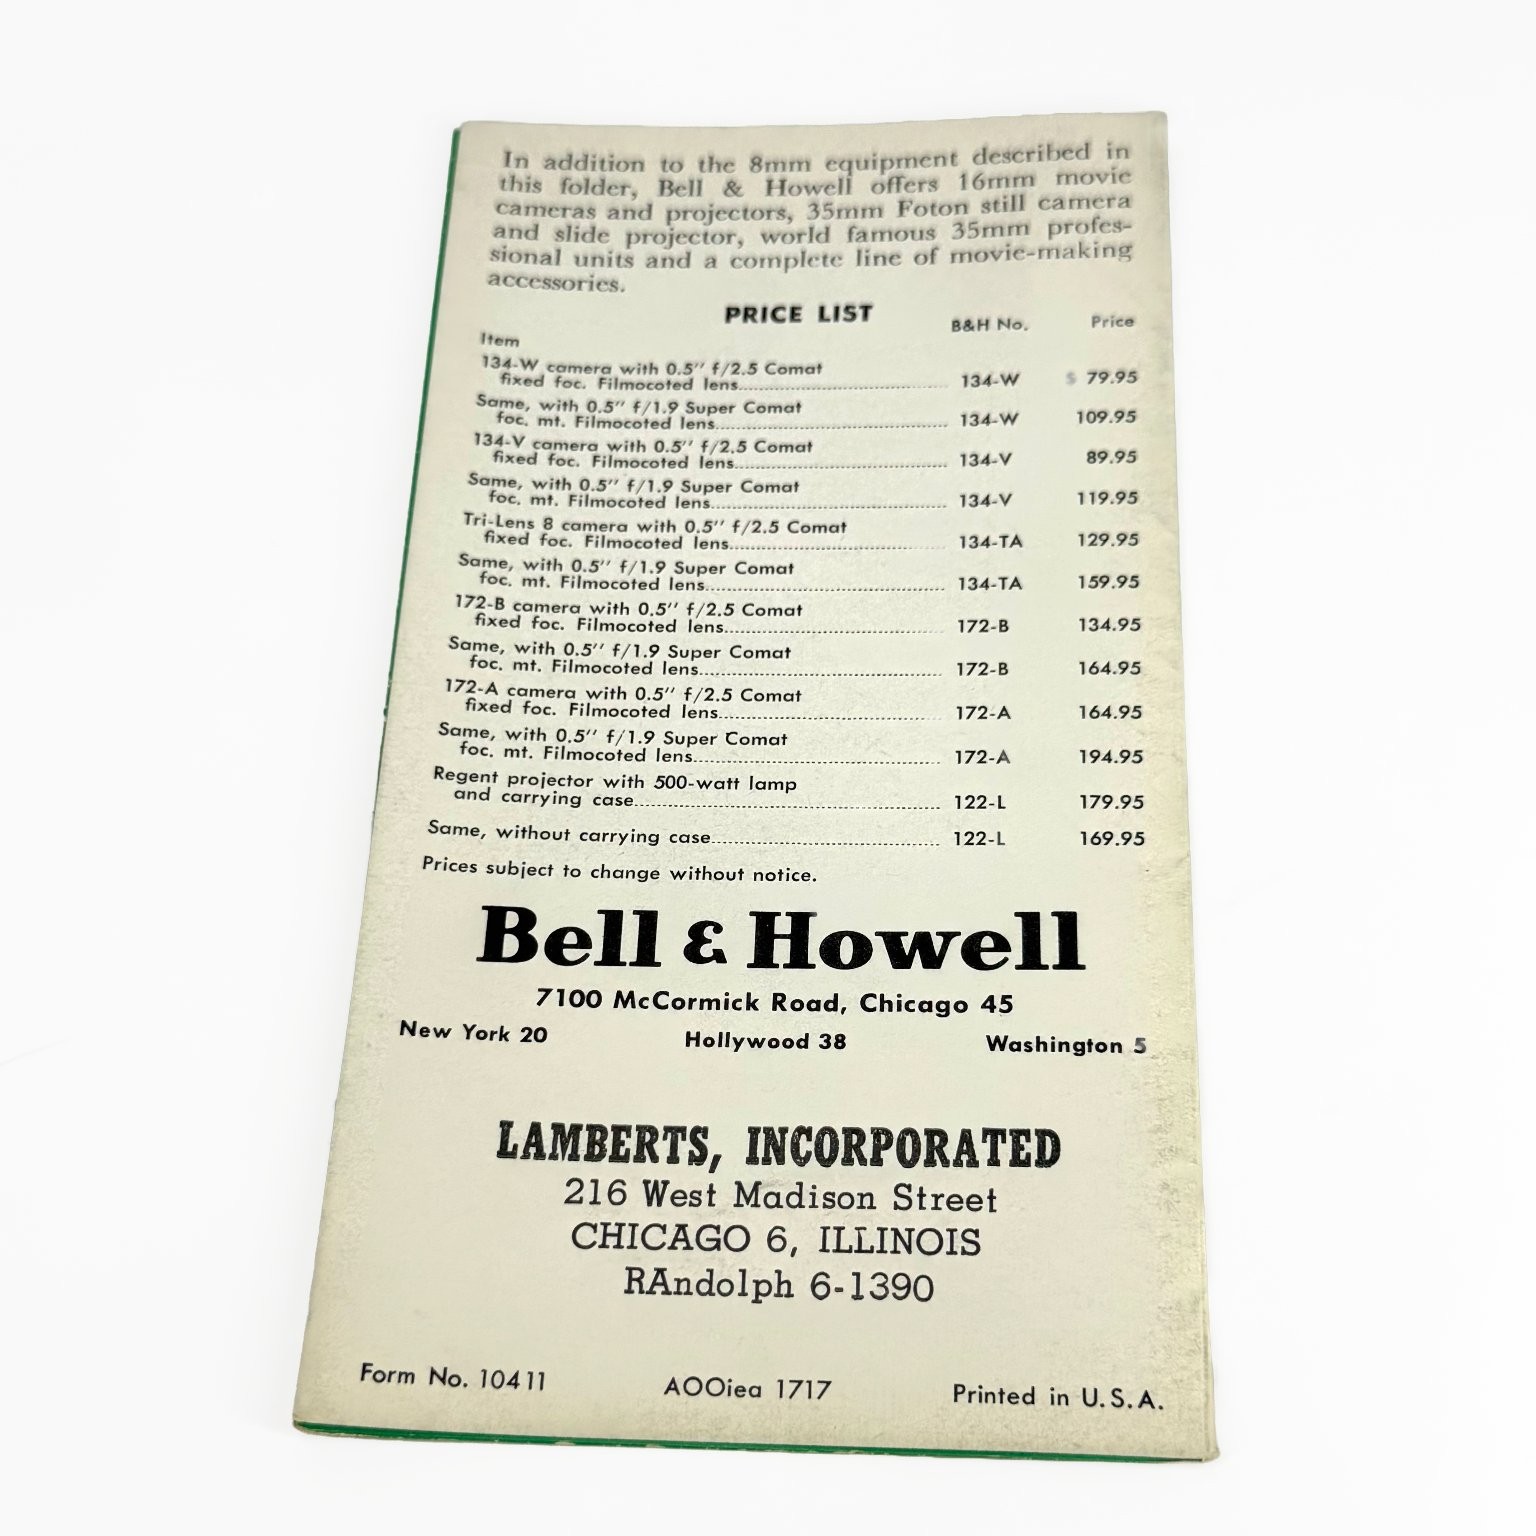 In addition to the 8mm equipment described in
this folder, Bell & Howell offers 16mm movie
cameras and projectors, 35mm Foton still camera
and slide projector, world famous 35mm profes-
sional units and a complete line of movie-making
accessories.
PRICE LIST
Item B&H No. Price
134-W camera with 0.5" f/2.5 Comat
fixed foc. Filmocoted lens 134-W $ 79.95
Same, with 0.5" f/1.9 Super Comat
foc. mt. Filmocoted lens 134-W 109.95
134-V camera with 0.5" f/2.5 Comat
fixed foc. Filmocoted lens 134-V 89.95
Same, with 0.5" f/1.9 Super Comat
foc. mt. Filmocoted lens 134-V 119.95
Tri-Lens 8 camera with 0.5" f/2.5 Comat
fixed foc. Filmocoted lens 134-TA 129.95
Same, with 0.5" f/1.9 Super Comat
foc. mt. Filmocoted lens 134-TA 159.95
172-B camera with 0.5" f/2.5 Comat
fixed foc. Filmocoted lens 172-B 134.95
Same, with 0.5" f/1.9 Super Comat
foc. mt. Filmocoted lens 172-B 164.95
172-A camera with 0.5" f/2.5 Comat
fixed foc. Filmocoted lens 172-A 164.95
Same, with 0.5" f/1.9 Super Comat
foc. mt. Filmocoted lens 172-A 194.95
Regent projector with 500-watt lamp
and carrying case 122-L 179.95
Same, without carrying case 122-L 169.95
Prices subject to change without notice.
Bell & Howell
7100 McCormick Road, Chicago 45
New York 20 Hollywood 38 Washington 5
LAMBERTS, INCORPORATED
216 West Madison Street
CHICAGO 6, ILLINOIS
RAndolph 6-1390
Form No. 10411 AOOiea 1717 Printed in U.S.A.